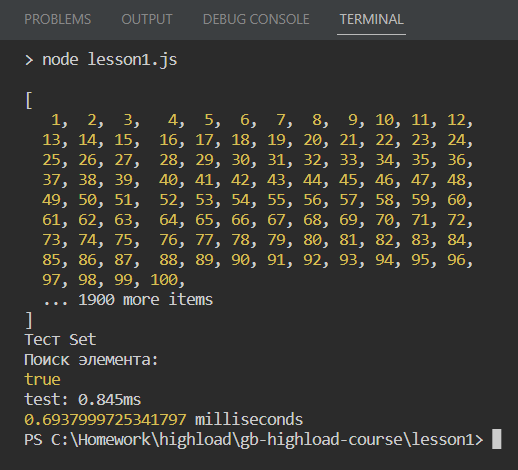 PROBLEMS OUTPUT DEBUG CONSOLE TERMINAL
> node lesson1.js
[
1, 2, 3, 4, 5, 6, 7, 8, 9, 10, 11, 12,
13, 14, 15, 16, 17, 18, 19, 20, 21, 22, 23, 24,
25, 26, 27, 28, 29, 30, 31, 32, 33, 34, 35, 36,
37, 38, 39, 40, 41, 42, 43, 44, 45, 46, 47, 48,
49, 50, 51, 52, 53, 54, 55, 56, 57, 58, 59, 60,
61, 62, 63, 64, 65, 66, 67, 68, 69, 70, 71, 72,
73, 74, 75, 76, 77, 78, 79, 80, 81, 82, 83, 84,
85, 86, 87, 88, 89, 90, 91, 92, 93, 94, 95, 96,
97, 98, 99, 100,
... 1900 more items
]
Тест Set
Поиск элемента:
true
test: 0.845ms
0.6937999725341797 milliseconds
PS C:\Homework\highload\gb-highload-course\lesson1>